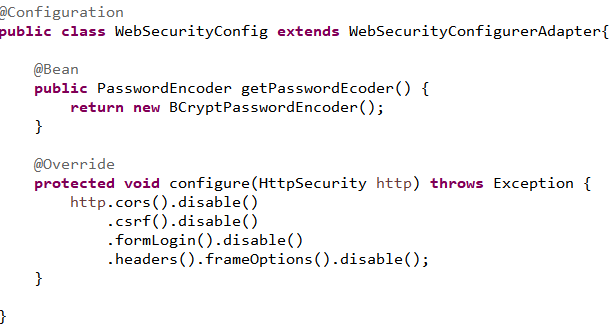 @Configuration
public class WebSecurityConfig extends WebSecurityConfigurerAdapter{
@Bean
public PasswordEncoder getPasswordEcoder() {
return new BCryptPasswordEncoder();
}
@Override
protected void configure(HttpSecurity http) throws Exception {
http.cors().disable()
.csrf().disable()
.formLogin().disable()
.headers().frameOptions().disable();
}
}